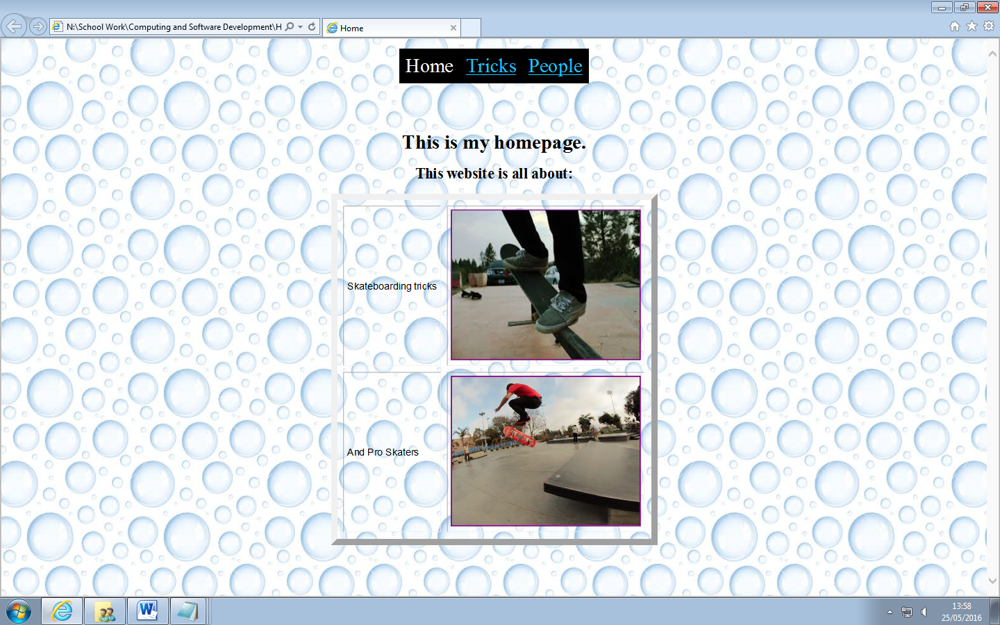 N:\School Work\Computing and Software Development\H
Home
Home Tricks People
This is my homepage.
This website is all about:
Skateboarding tricks
And Pro Skaters
13:58
25/05/2016